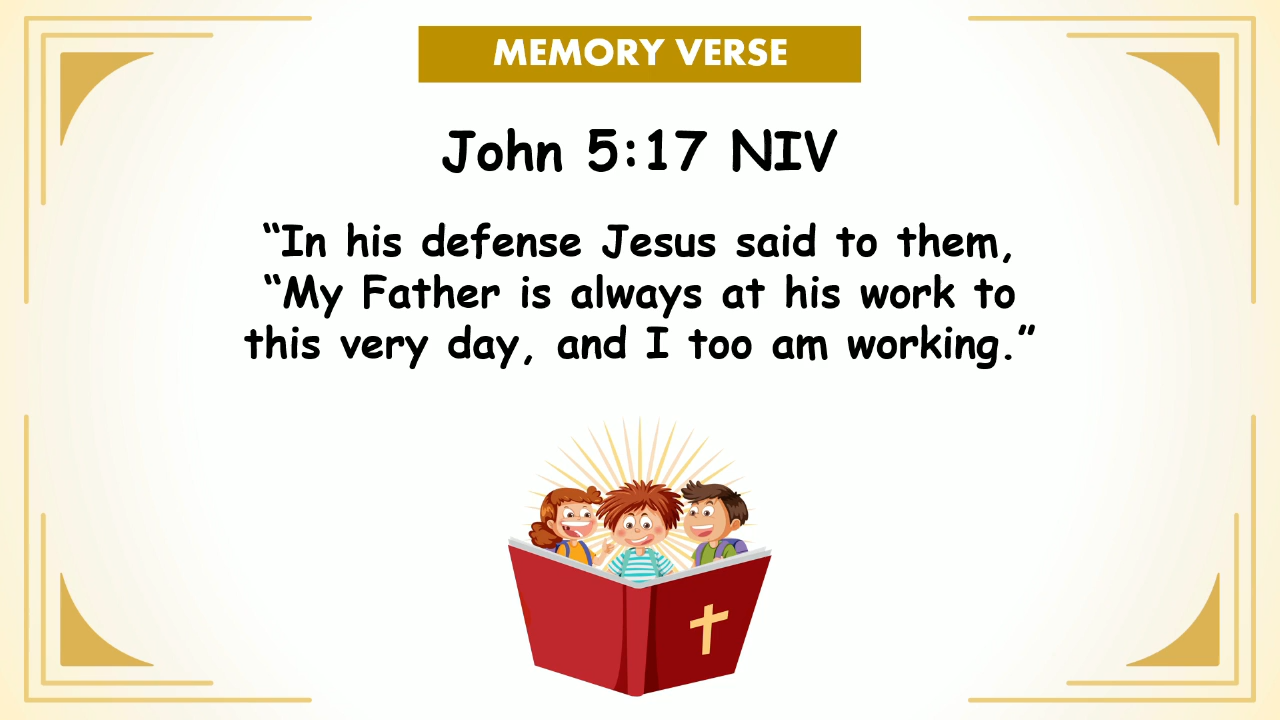 MEMORY VERSE
John 5:17 NIV
“In his defense Jesus said to them,
“My Father is always at his work to
this very day, and I too am working.”